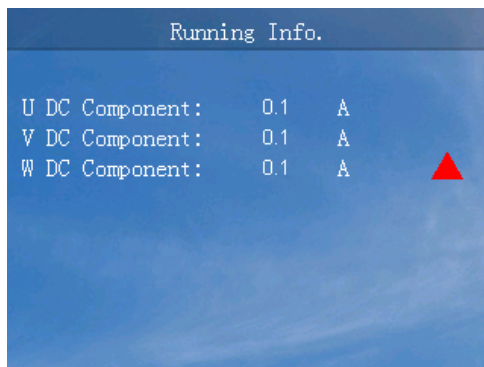 Running Info.
U DC Component: 0.1 A
V DC Component: 0.1 A
W DC Component: 0.1 A